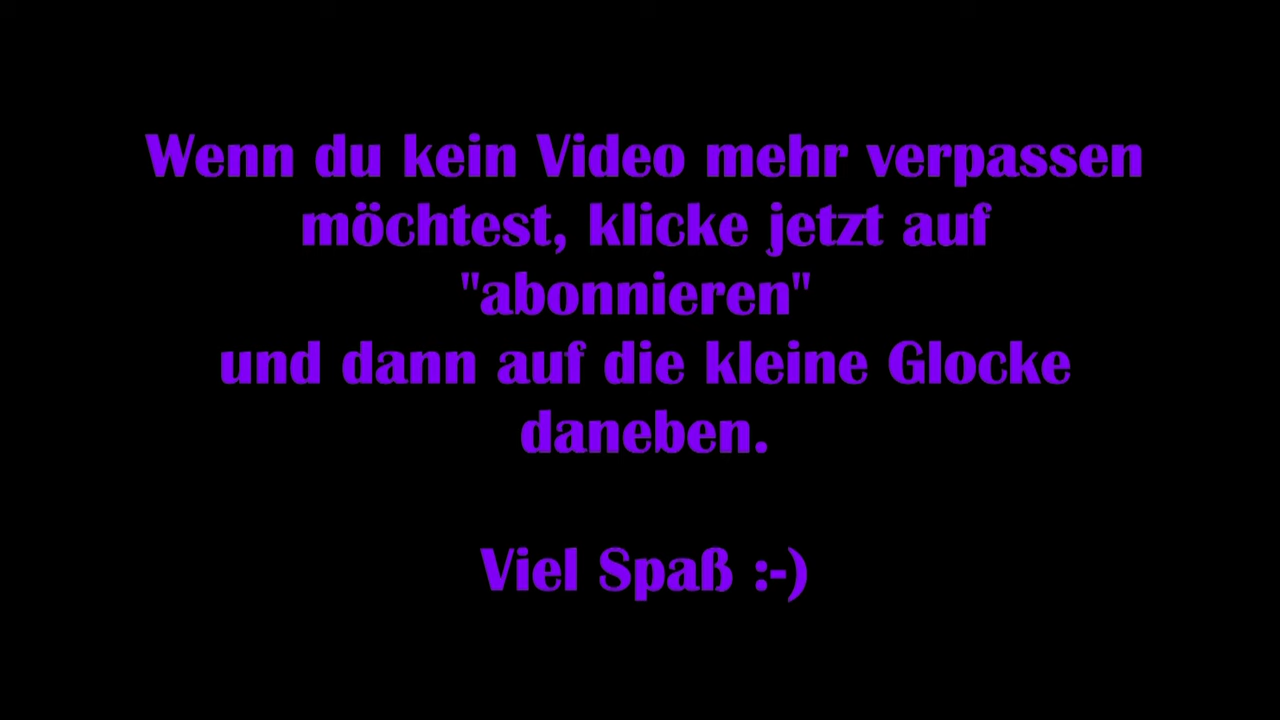 Wenn du kein Video mehr verpassen
möchtest, klicke jetzt auf
"abonnieren"
und dann auf die kleine Glocke
daneben.
Viel Spaß :-)